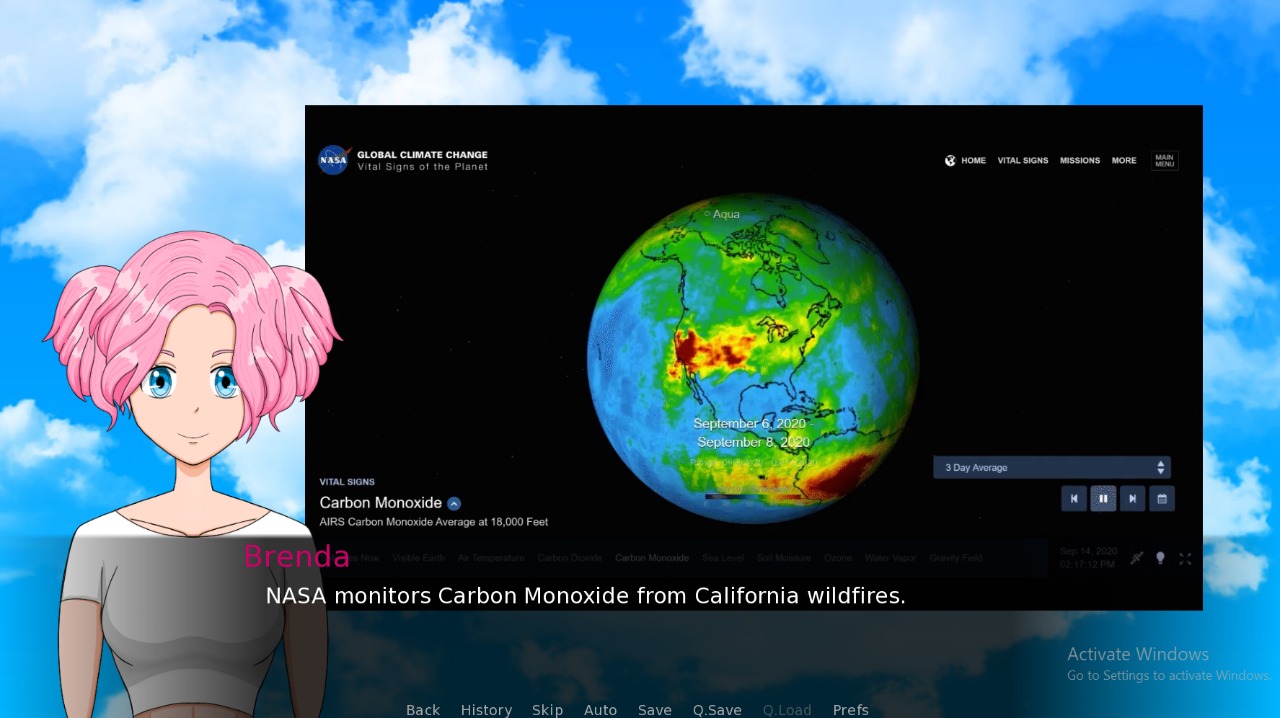 NASA
GLOBAL CLIMATE CHANGE
Vital Signs of the Planet
HOME VITAL SIGNS MISSIONS MORE MAIN MENU
Aqua
September 6, 2020 -
September 8, 2020
3 Day Average
VITAL SIGNS
Carbon Monoxide
AIRS Carbon Monoxide Average at 18,000 Feet
Visible Earth Air Temperature Carbon Dioxide Carbon Monoxide Sea Level Soil Moisture Ozone Water Vapor Gravity Field
Sep 14, 2020
02:17:12 PM
Brenda
NASA monitors Carbon Monoxide from California wildfires.
Activate Windows
Go to Settings to activate Windows.
Back History Skip Auto Save Q.Save Q.Load Prefs